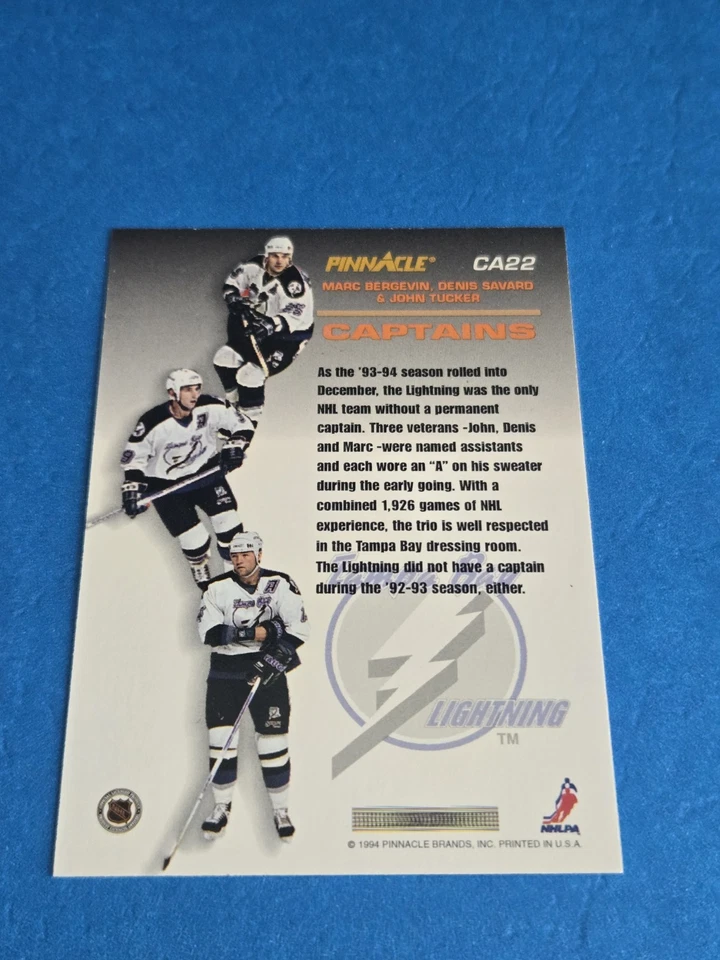 PINNACLE® CA22
MARC BERGEVIN, DENIS SAVARD
& JOHN TUCKER
CAPTAINS
As the '93-94 season rolled into
December, the Lightning was the only
NHL team without a permanent
captain. Three veterans -John, Denis
and Marc -were named assistants
and each wore an “A” on his sweater
during the early going. With a
combined 1,926 games of NHL
experience, the trio is well respected
in the Tampa Bay dressing room.
The Lightning did not have a captain
during the '92-93 season, either.
Tampa Bay
LIGHTNING
TM
NHLPA
© 1994 PINNACLE BRANDS, INC. PRINTED IN U.S.A.